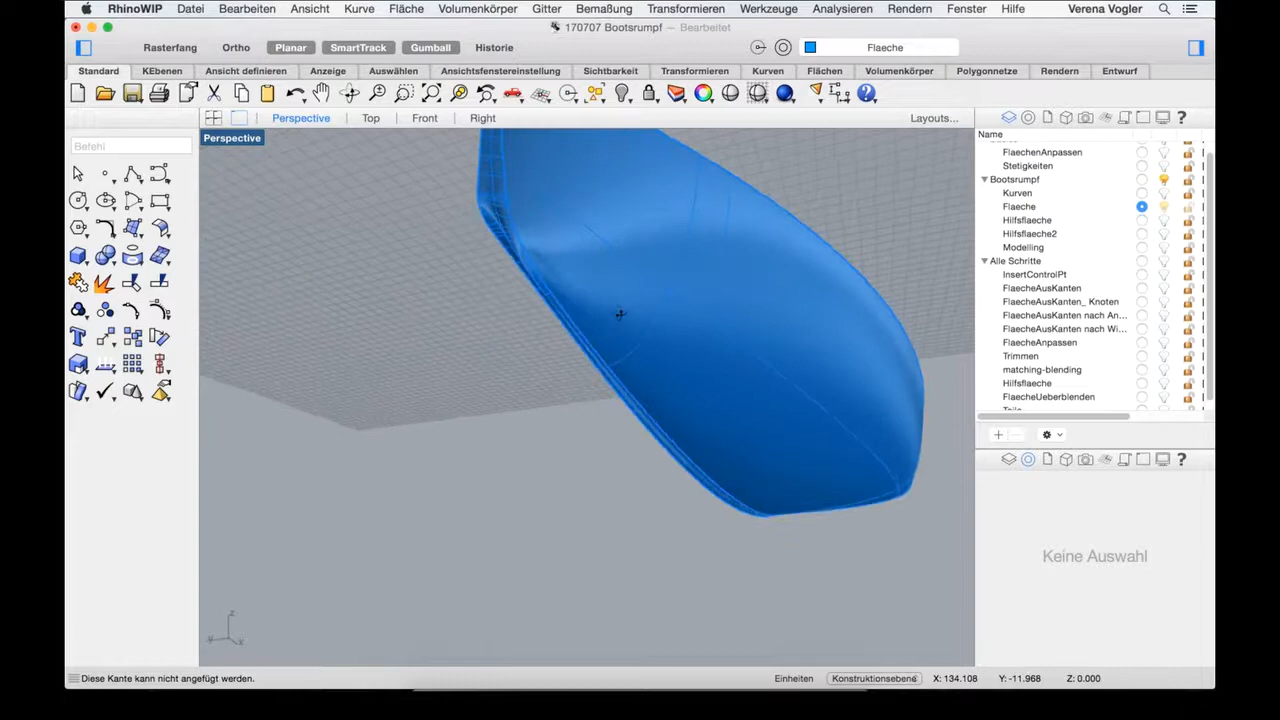 RhinoWIP Datei Bearbeiten Ansicht Kurve Fläche Volumenkörper Gitter Bemaßung Transformieren Werkzeuge Analysieren Rendern Fenster Hilfe Verena Vogler
170707 Bootsrumpf — Bearbeitet
Rasterfang Ortho Planar SmartTrack Gumball Historie Flaeche
Standard KEbenen Ansicht definieren Anzeige Auswählen Ansichtsfenstereinstellung Sichtbarkeit Transformieren Kurven Flächen Volumenkörper Polygonnetze Rendern Entwurf
Perspective Top Front Right Layouts...
Perspective
Befehl
Name
FlaechenAnpassen
Stetigkeiten
Bootsrumpf
Kurven
Flaeche
Hilfsflaeche
Hilfsflaeche2
Modelling
Alle Schritte
InsertControlPt
FlaecheAusKanten
FlaecheAusKanten_ Knoten
FlaecheAusKanten nach An...
FlaecheAusKanten nach Wi...
FlaecheAnpassen
Trimmen
matching-blending
Hilfsflaeche
FlaecheUeberblenden
Keine Auswahl
z
y
x
Diese Kante kann nicht angefügt werden. Einheiten Konstruktionsebene X: 134.108 Y: -11.968 Z: 0.000